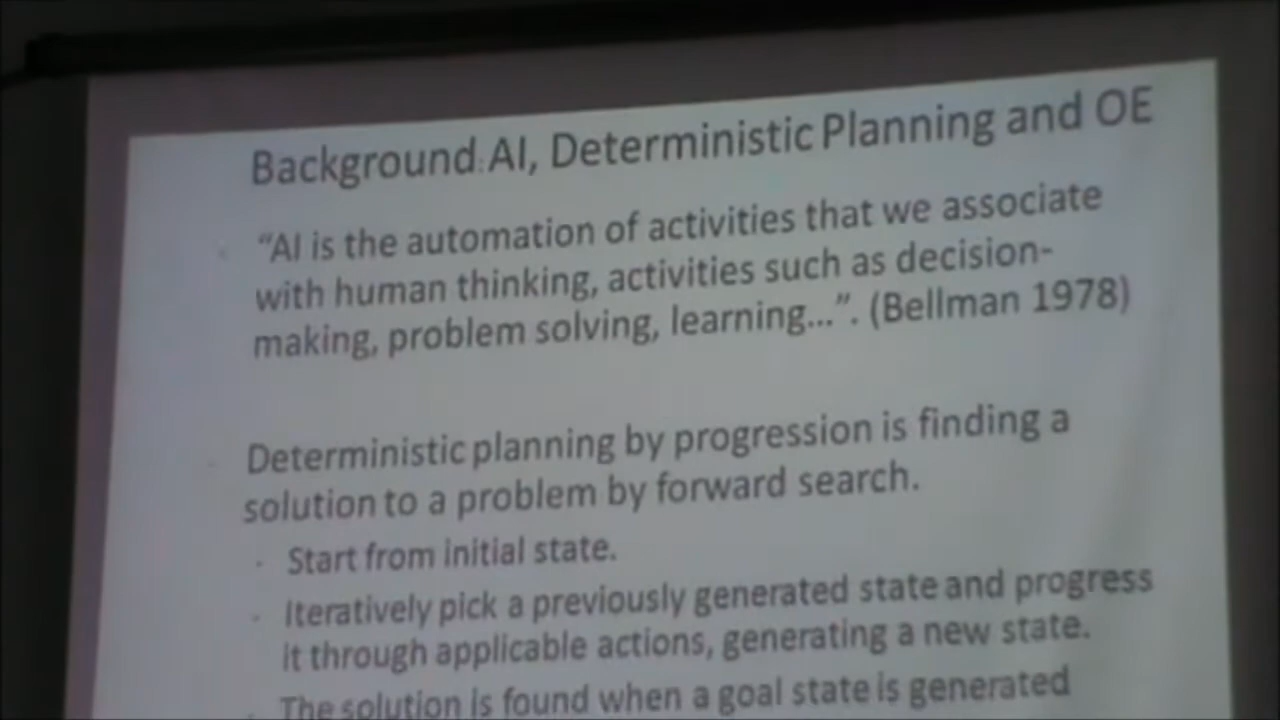 Background: AI, Deterministic Planning and OE
“AI is the automation of activities that we associate
with human thinking, activities such as decision-
making, problem solving, learning...”. (Bellman 1978)
Deterministic planning by progression is finding a
solution to a problem by forward search.
Start from initial state.
Iteratively pick a previously generated state and progress
it through applicable actions, generating a new state.
The solution is found when a goal state is generated